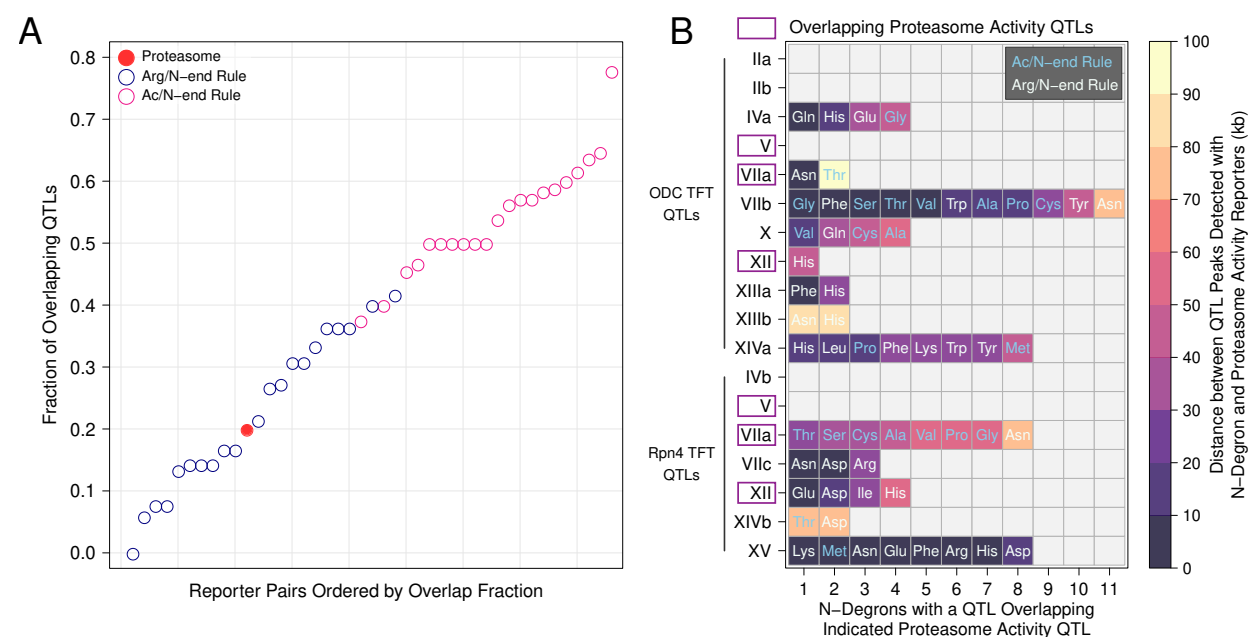 A
0.8
0.7
0.6
0.5
0.4
0.3
0.2
0.1
0.0
Fraction of Overlapping QTLs
Proteasome
Arg/N−end Rule
Ac/N−end Rule
Reporter Pairs Ordered by Overlap Fraction
B
Overlapping Proteasome Activity QTLs
Ac/N−end Rule
Arg/N−end Rule
ODC TFT
QTLs
IIa
IIb
IVa Gln His Glu Gly
V
VIIa Asn Thr
VIIb Gly Phe Ser Thr Val Trp Ala Pro Cys Tyr Asn
X Val Gln Cys Ala
XII His
XIIIa Phe His
XIIIb Asn His
XIVa His Leu Pro Phe Lys Trp Tyr Met
Rpn4 TFT
QTLs
IVb
V
VIIa Thr Ser Cys Ala Val Pro Gly Asn
VIIc Asn Asp Arg
XII Glu Asp Ile His
XIVb Thr Asp
XV Lys Met Asn Glu Phe Arg His Asp
1 2 3 4 5 6 7 8 9 10 11
N−Degrons with a QTL Overlapping
Indicated Proteasome Activity QTL
100
90
80
70
60
50
40
30
20
10
0
Distance between QTL Peaks Detected with
N−Degron and Proteasome Activity Reporters (kb)